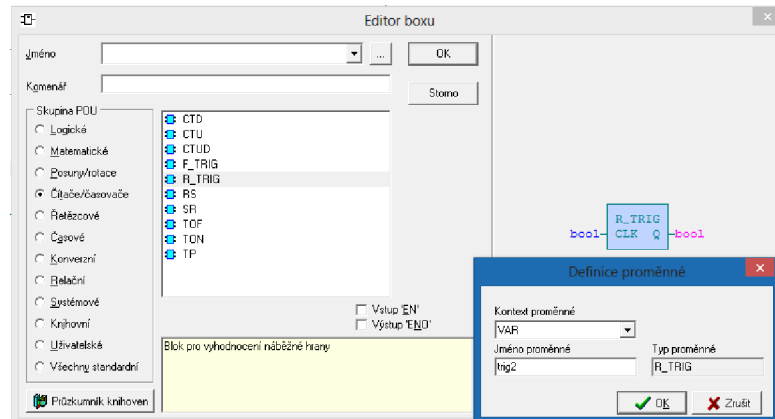 Editor boxu
Jméno
...
OK
Komenář
Storno
Skupina POU
Logické
Matematické
Posuny/rotace
Čítače/časovače
Řetězcové
Časové
Konverzní
Relační
Systémové
Knihovní
Uživatelské
Všechny standardní
Průzkumník knihoven
CTD
CTU
CTUD
F_TRIG
R_TRIG
RS
SR
TOF
TON
TP
Vstup 'EN'
Výstup 'ENO'
Blok pro vyhodnocení náběžné hrany
R_TRIG
bool CLK Q bool
Definice proměnné
Kontext proměnné
VAR
Jméno proměnné Typ proměnné
trig2 R_TRIG
OK Zrušit